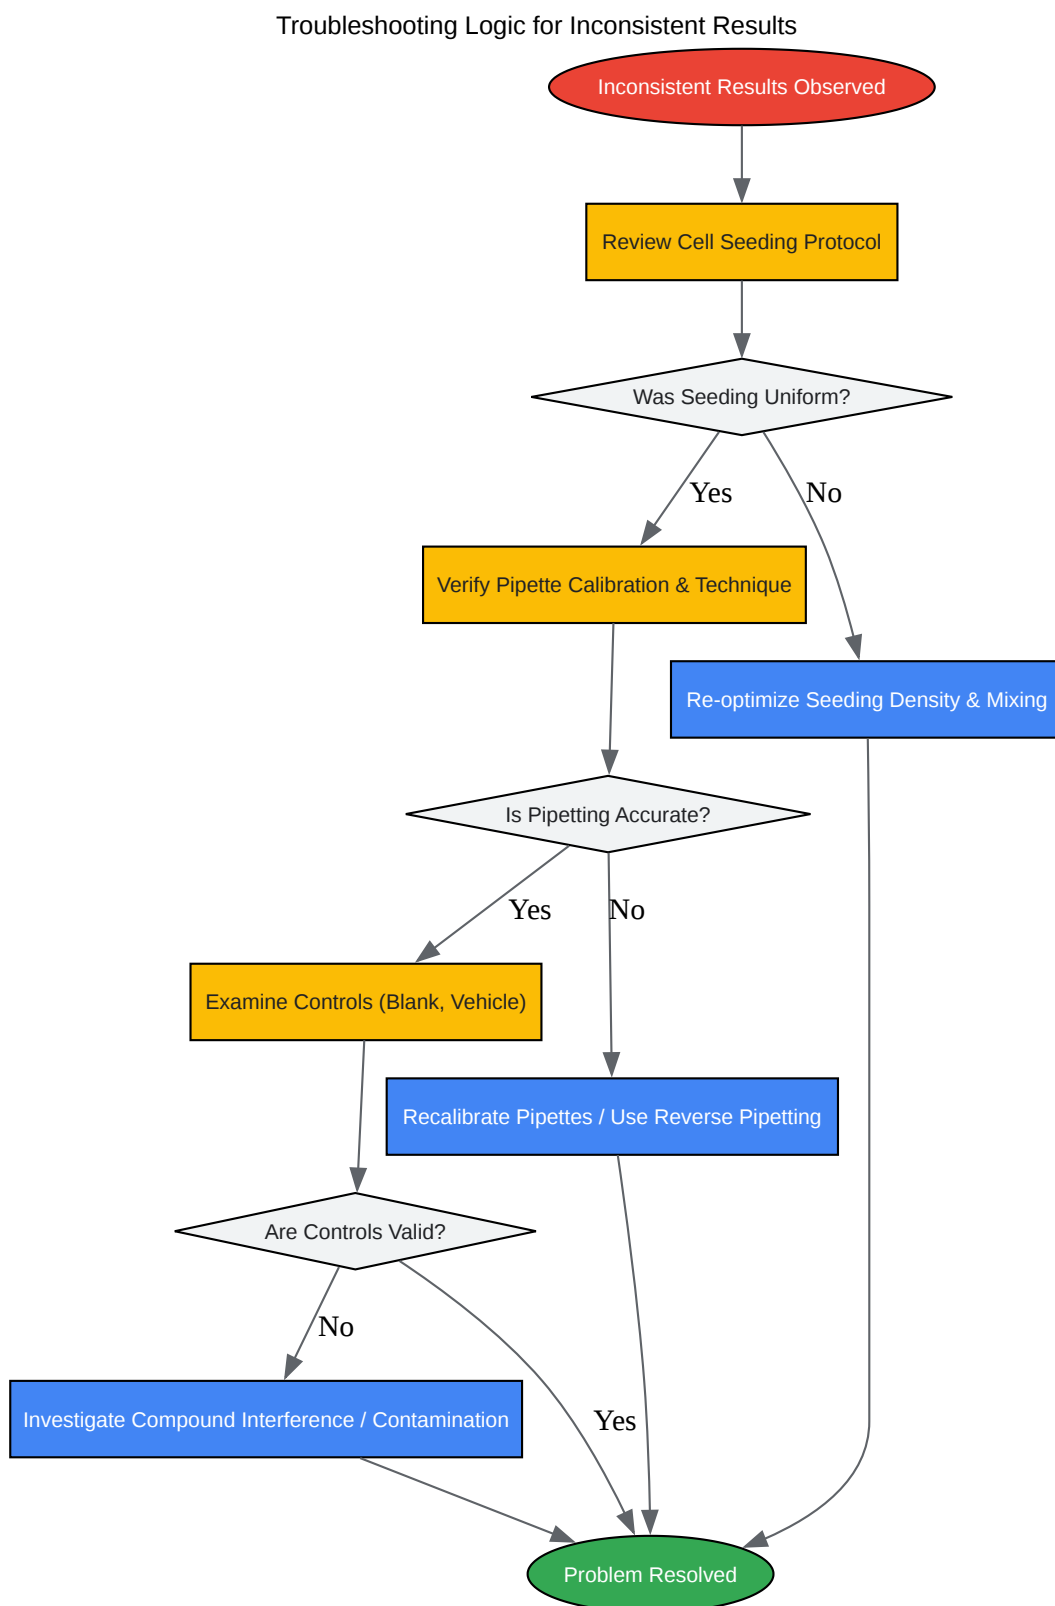 Troubleshooting Logic for Inconsistent Results
Inconsistent Results Observed
Review Cell Seeding Protocol
Was Seeding Uniform?
Yes
No
Verify Pipette Calibration & Technique
Re-optimize Seeding Density & Mixing
Is Pipetting Accurate?
Yes
No
Examine Controls (Blank, Vehicle)
Recalibrate Pipettes / Use Reverse Pipetting
Are Controls Valid?
No
Investigate Compound Interference / Contamination
Yes
Problem Resolved